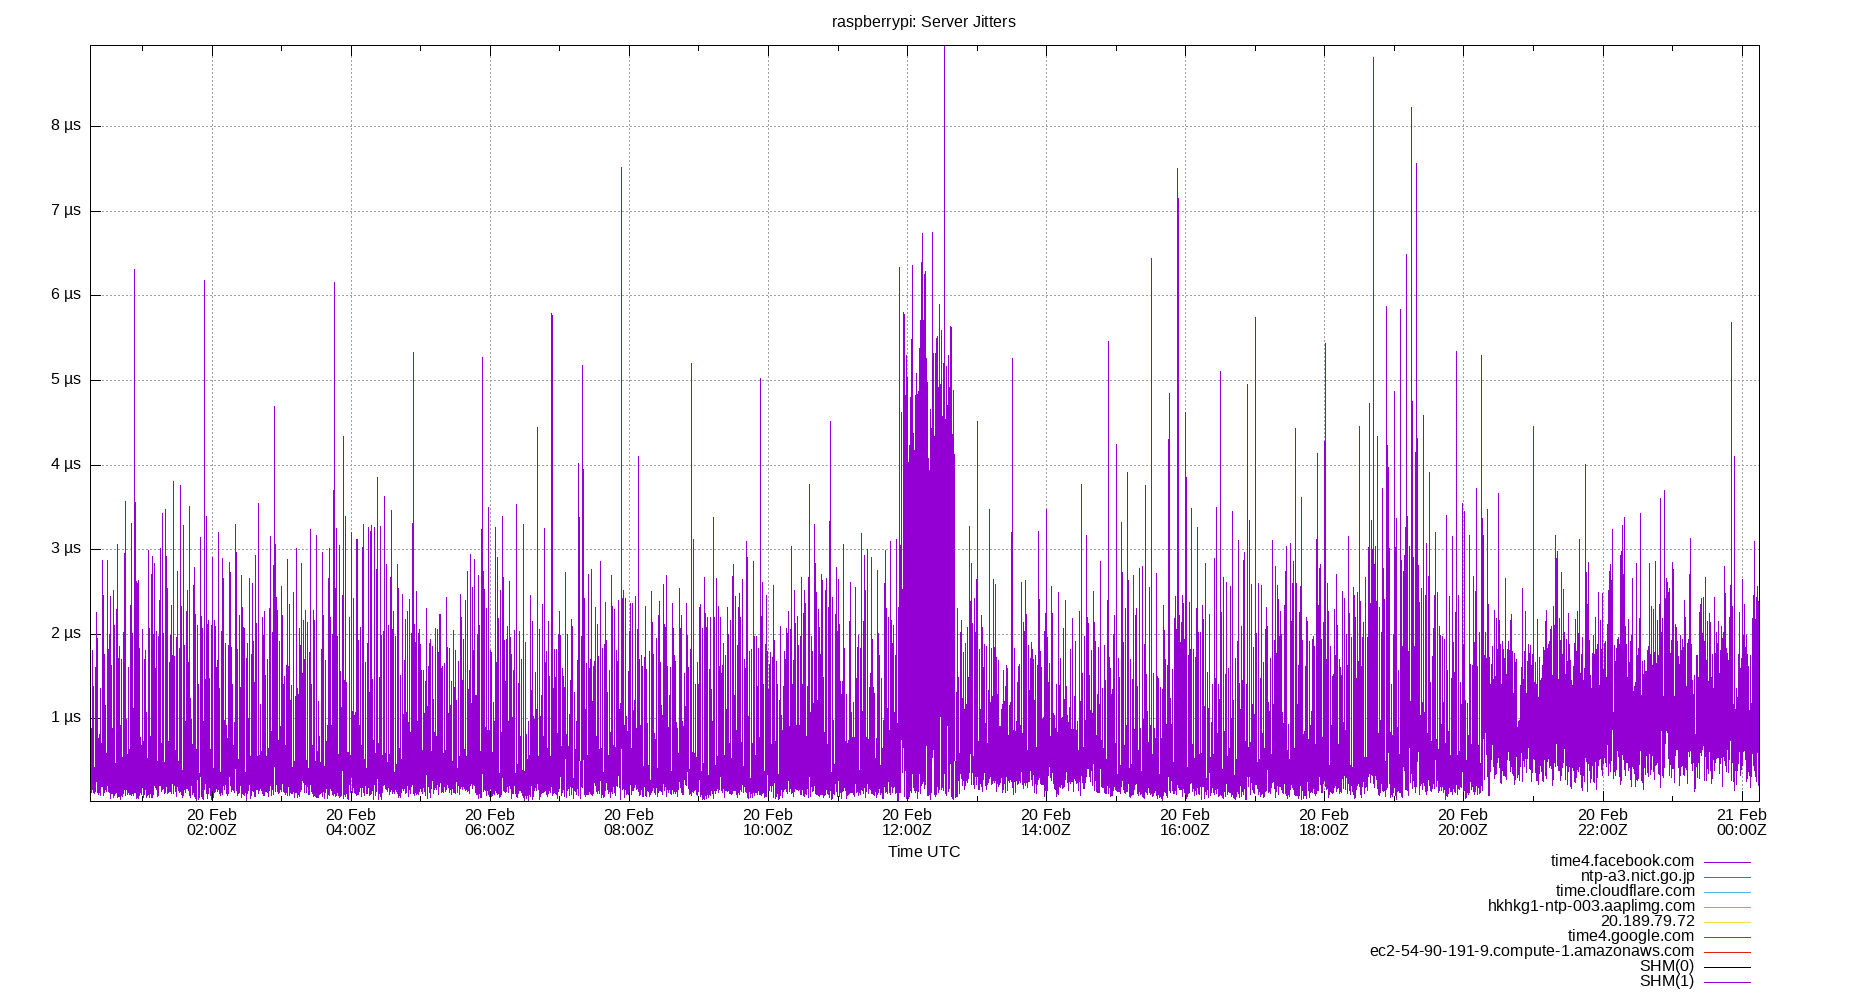 raspberrypi: Server Jitters
8 µs
7 µs
6 µs
5 µs
4 µs
3 µs
2 µs
1 µs
20 Feb 20 Feb 20 Feb 20 Feb 20 Feb 20 Feb 20 Feb 20 Feb 20 Feb 20 Feb 20 Feb 21 Feb
02:00Z 04:00Z 06:00Z 08:00Z 10:00Z 12:00Z 14:00Z 16:00Z 18:00Z 20:00Z 22:00Z 00:00Z
Time UTC
time4.facebook.com
ntp-a3.nict.go.jp
time.cloudflare.com
hkhkg1-ntp-003.aaplimg.com
20.189.79.72
time4.google.com
ec2-54-90-191-9.compute-1.amazonaws.com
SHM(0)
SHM(1)